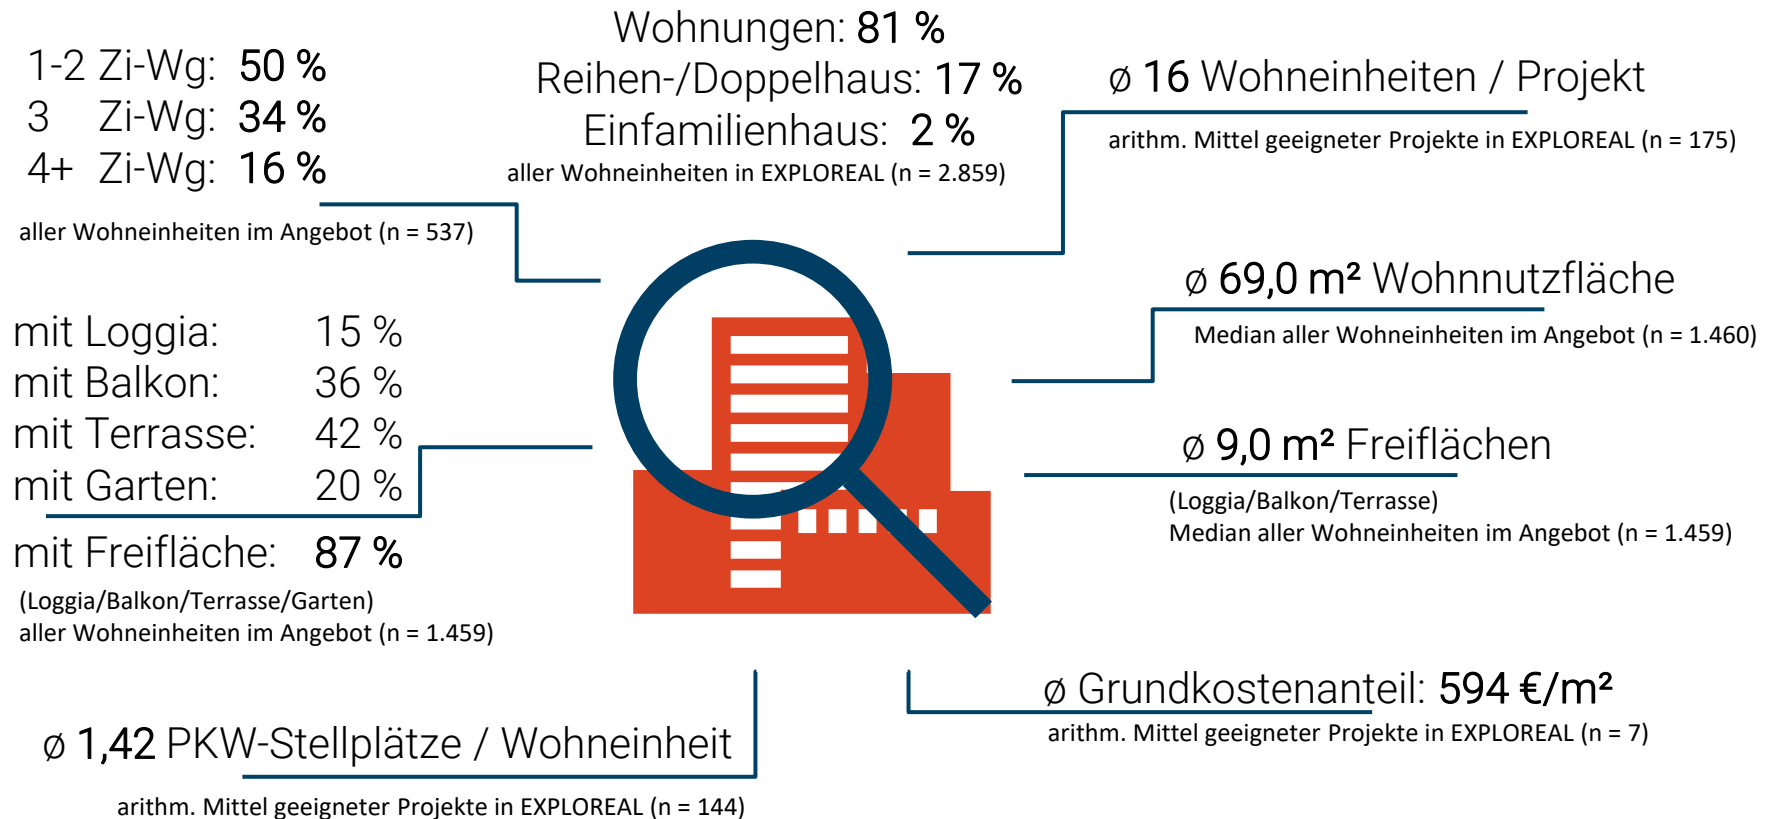 1-2 Zi-Wg: 50 %
3 Zi-Wg: 34 %
4+ Zi-Wg: 16 %
aller Wohneinheiten im Angebot (n = 537)
Wohnungen: 81 %
Reihen-/Doppelhaus: 17 %
Einfamilienhaus: 2 %
aller Wohneinheiten in EXPLOREAL (n = 2.859)
ø 16 Wohneinheiten / Projekt
arithm. Mittel geeigneter Projekte in EXPLOREAL (n = 175)
ø 69,0 m² Wohnnutzfläche
Median aller Wohneinheiten im Angebot (n = 1.460)
mit Loggia: 15 %
mit Balkon: 36 %
mit Terrasse: 42 %
mit Garten: 20 %
mit Freifläche: 87 %
(Loggia/Balkon/Terrasse/Garten)
aller Wohneinheiten im Angebot (n = 1.459)
ø 9,0 m² Freiflächen
(Loggia/Balkon/Terrasse)
Median aller Wohneinheiten im Angebot (n = 1.459)
ø 1,42 PKW-Stellplätze / Wohneinheit
arithm. Mittel geeigneter Projekte in EXPLOREAL (n = 144)
ø Grundkostenanteil: 594 €/m²
arithm. Mittel geeigneter Projekte in EXPLOREAL (n = 7)